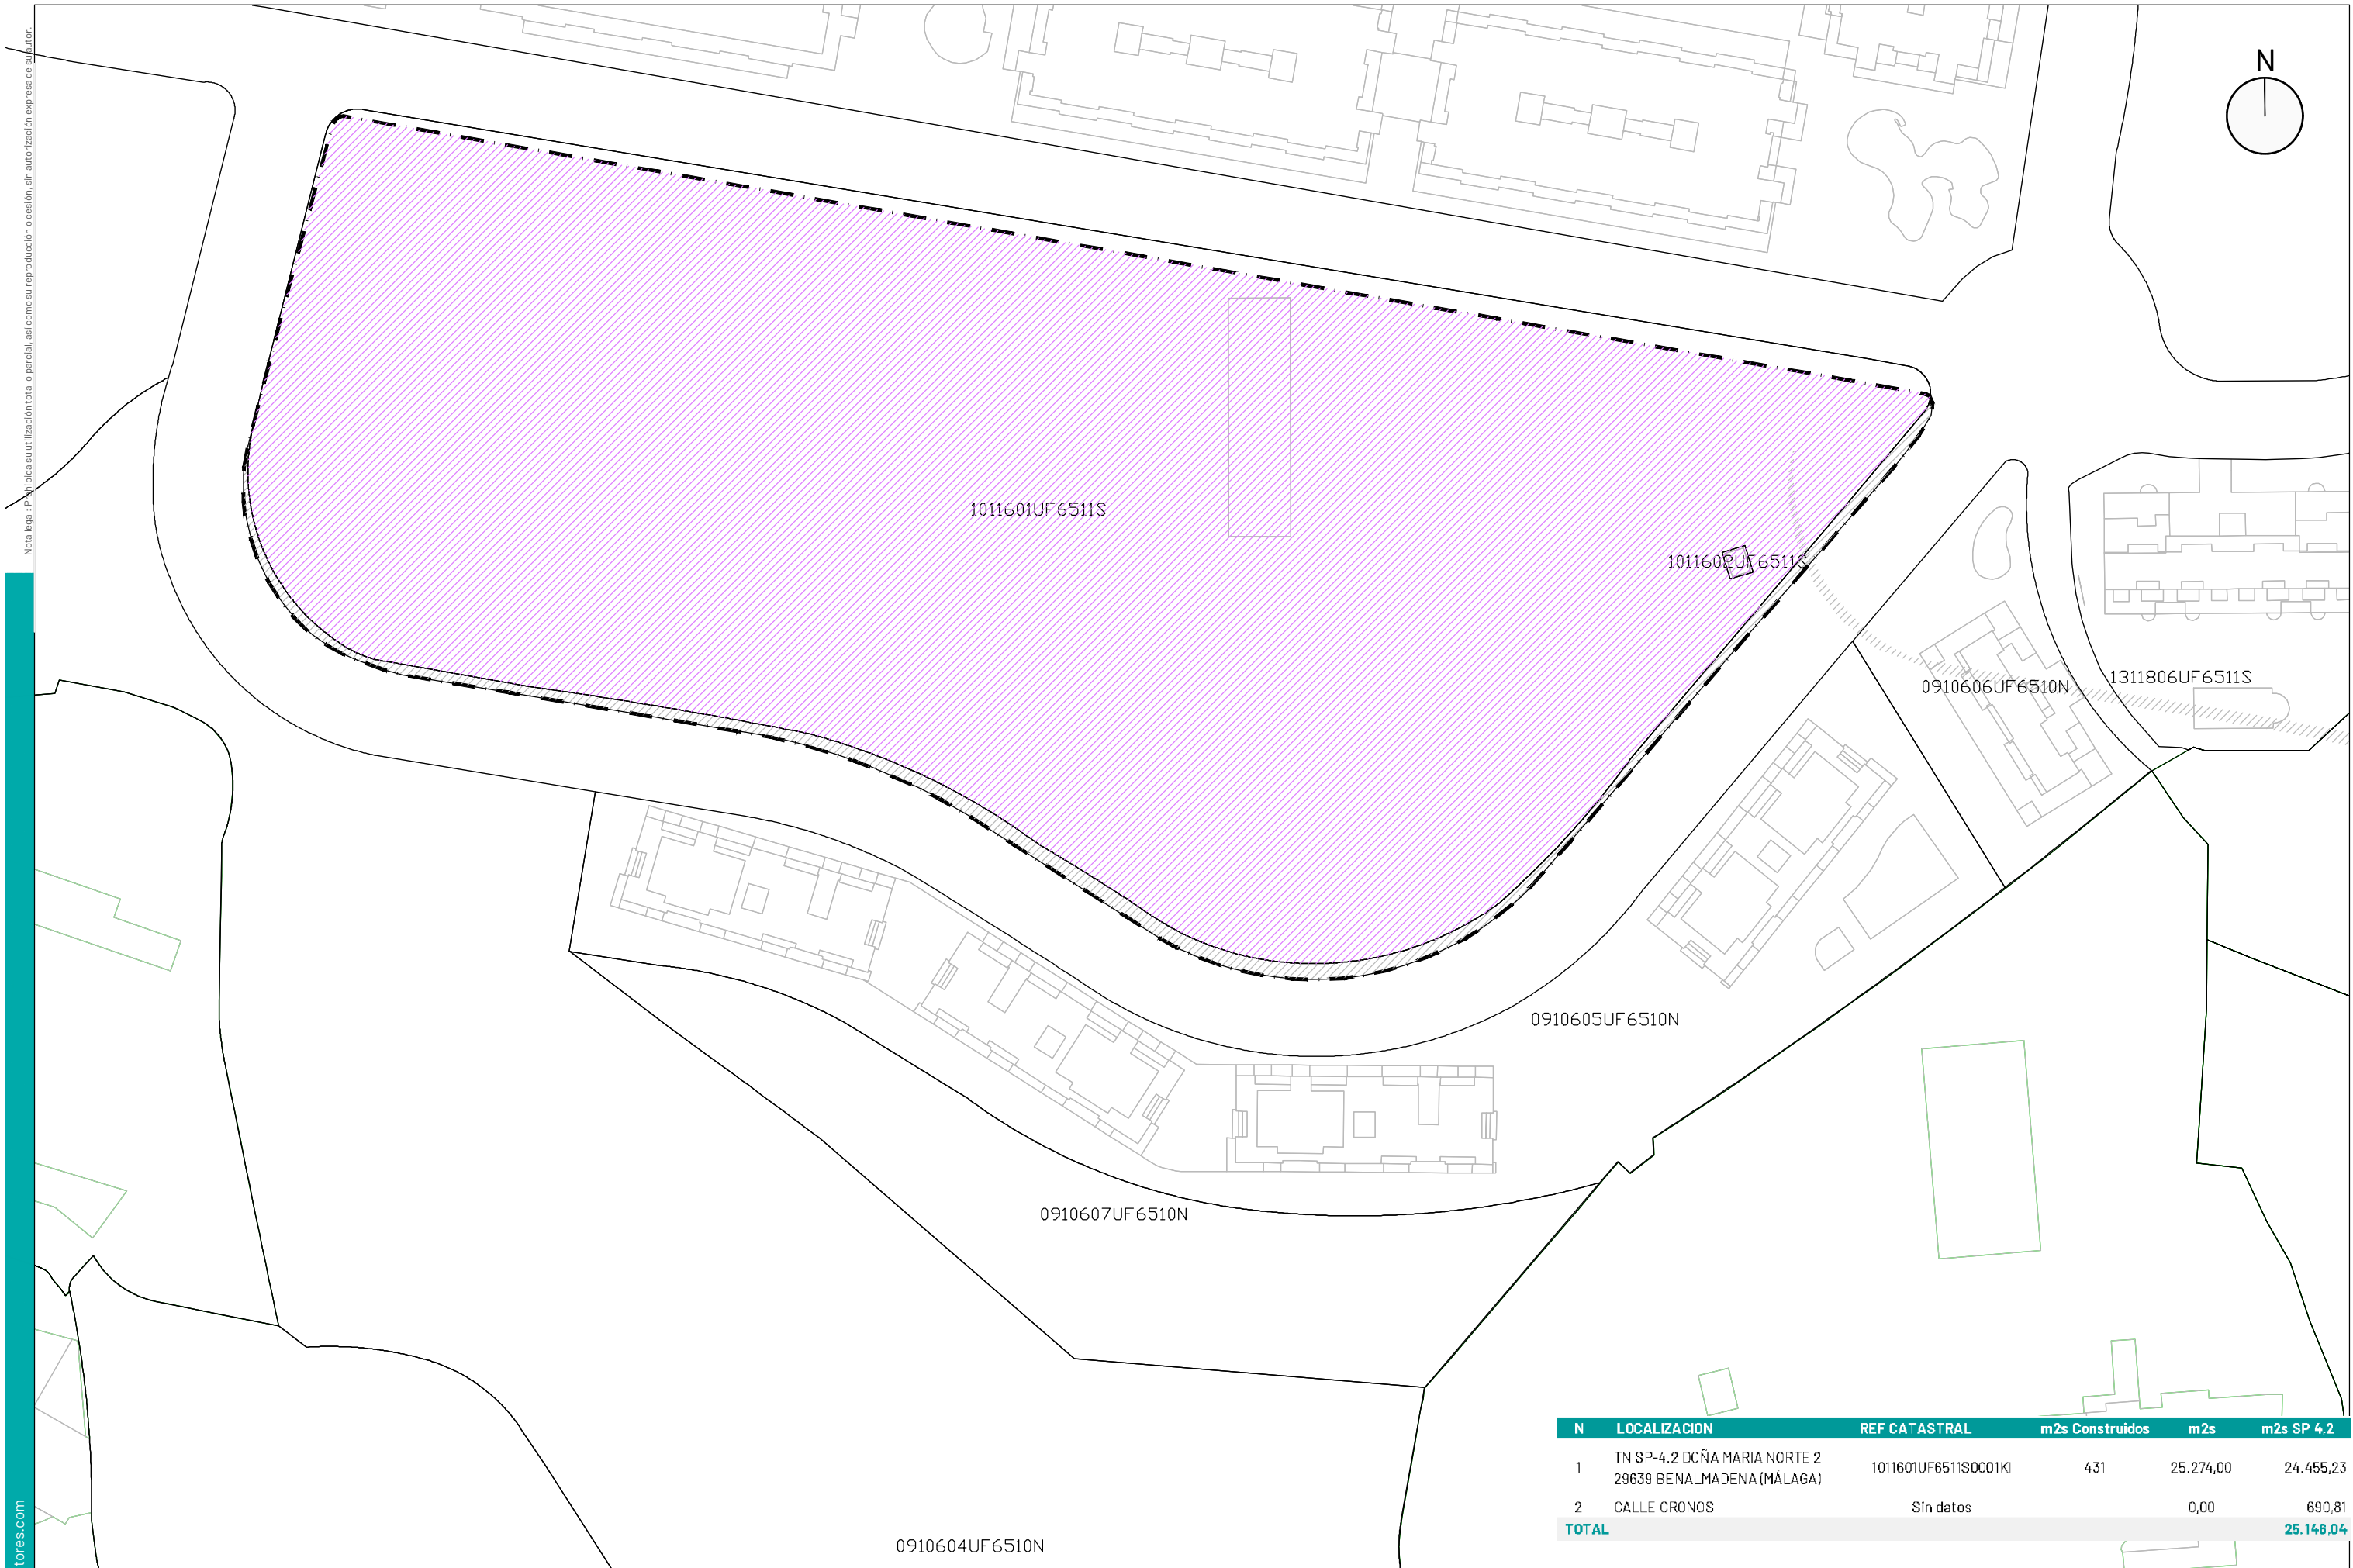 N
Nota legal: Prohibida su utilización total o parcial, así como su reproducción o cesión, sin autorización expresa de su autor.
1011601UF6511S
1011602UF6511S
0910606UF6510N
1311806UF6511S
0910605UF6510N
0910607UF6510N
0910604UF6510N
tores.com
N LOCALIZACION REF CATASTRAL m2s Construidos m2s m2s SP 4,2
1 TN SP-4.2 DOÑA MARIA NORTE 2 1011601UF6511S0001KI 431 25.274,00 24.455,23
29639 BENALMADENA (MÁLAGA)
2 CALLE CRONOS Sin datos 0,00 690,81
TOTAL 25.146,04